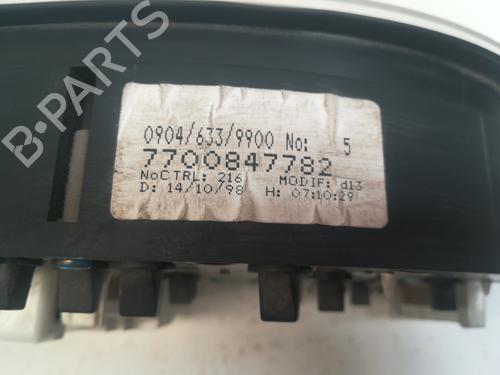 B-PARTS
0904/633/9900 No: 5
7700847782
NoCTRL: 216 MODIF: d13
D: 14/10/98 H: 07:10:29